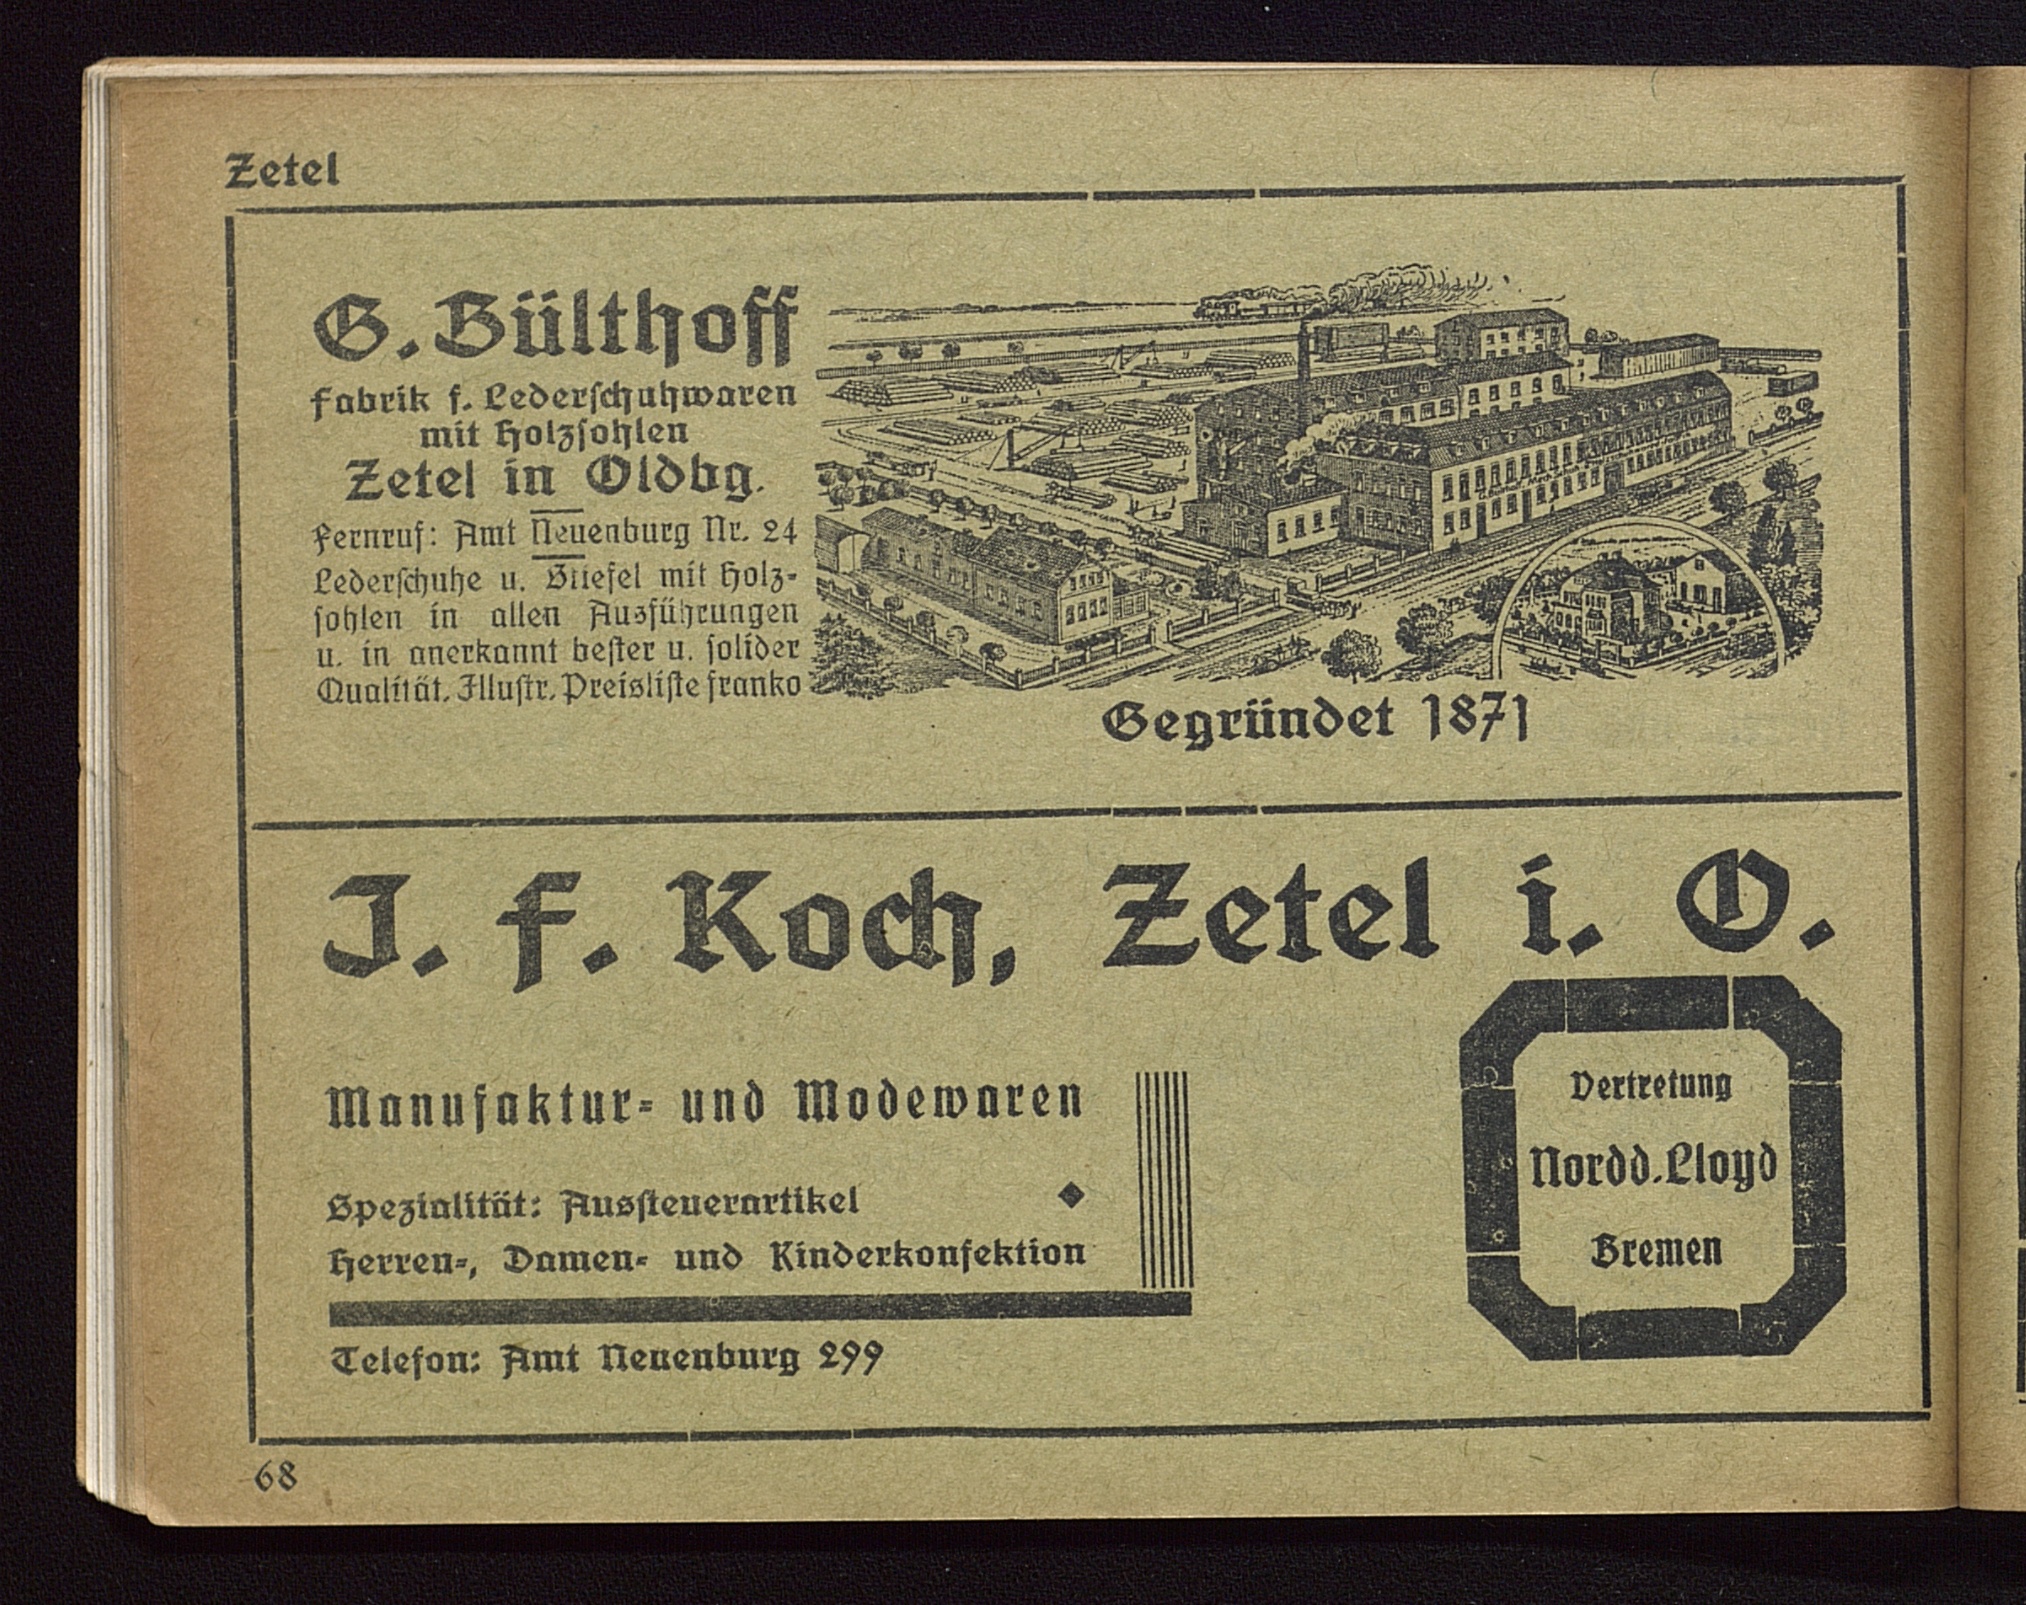 Zetel
G. Bülthoff
Fabrik f. Lederschuhwaren
mit Holzsohlen
Zetel in Oldbg.
Fernruf: Amt Neuenburg Nr. 24
Lederschuhe u. Stiefel mit Holz-
sohlen in allen Ausführungen
u. in anerkannt bester u. solider
Qualität. Illustr. Preisliste franko
Gegründet 1871
J. F. Koch, Zetel i. O.
Manufaktur- und Modewaren
Spezialität: Aussteuerartikel
Herren-, Damen- und Kinderkonfektion
Telefon: Amt Neuenburg 299
Vertretung
Nordd. Lloyd
Bremen
68